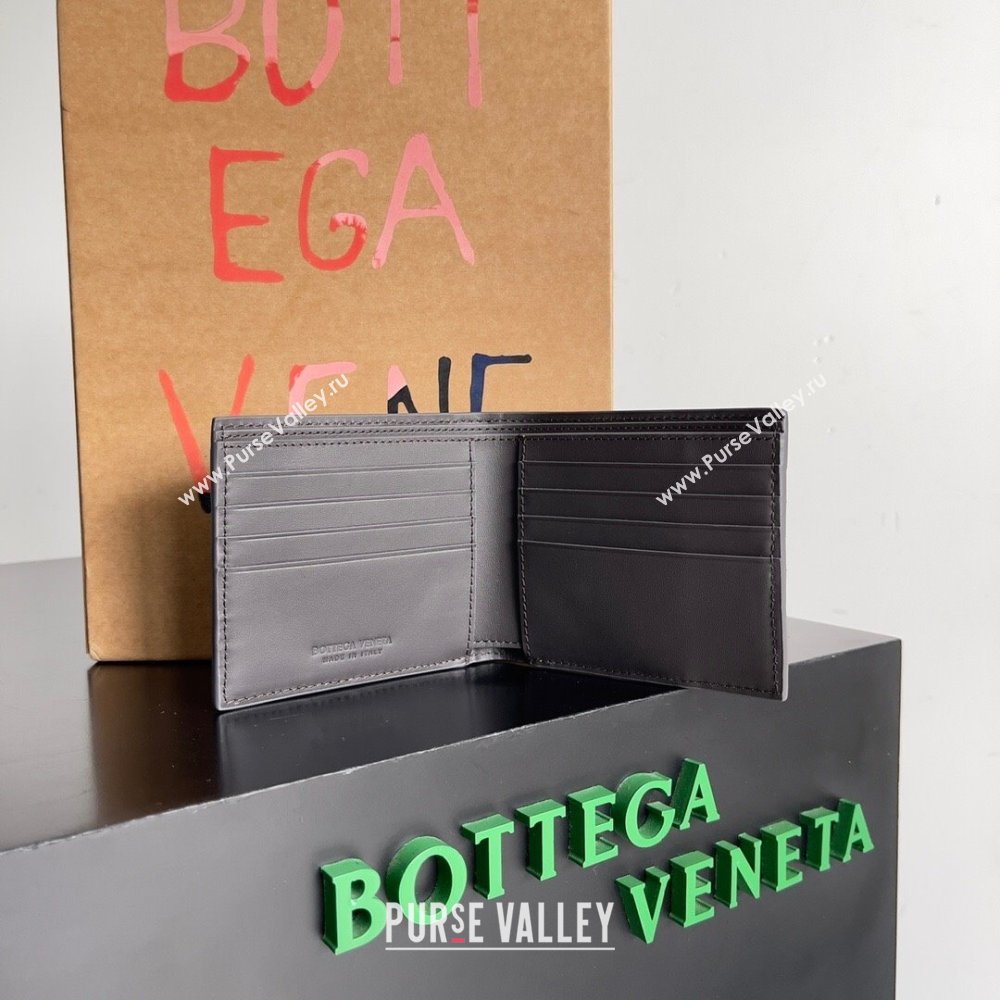 BOTT
EGA
VENE
www.PurseValley.ru
www.PurseValley.ru
BOTTEGA VENETA
MADE IN ITALY
BOTTEGA
VENETA
PURSE VALLEY